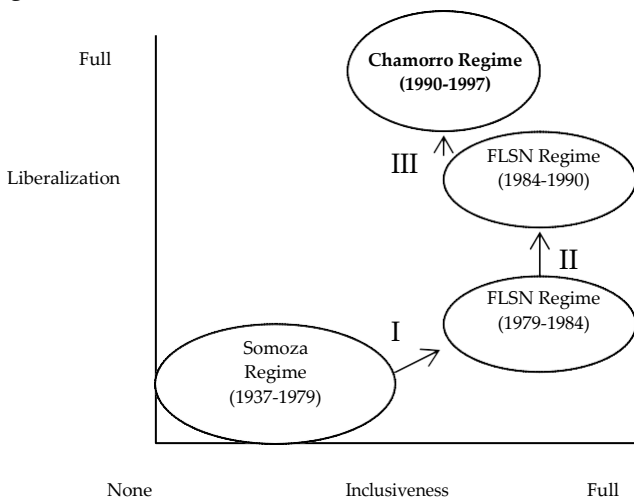 Full
Chamorro Regime
(1990-1997)
III
FLSN Regime
(1984-1990)
Liberalization
II
FLSN Regime
(1979-1984)
I
Somoza
Regime
(1937-1979)
None
Inclusiveness
Full